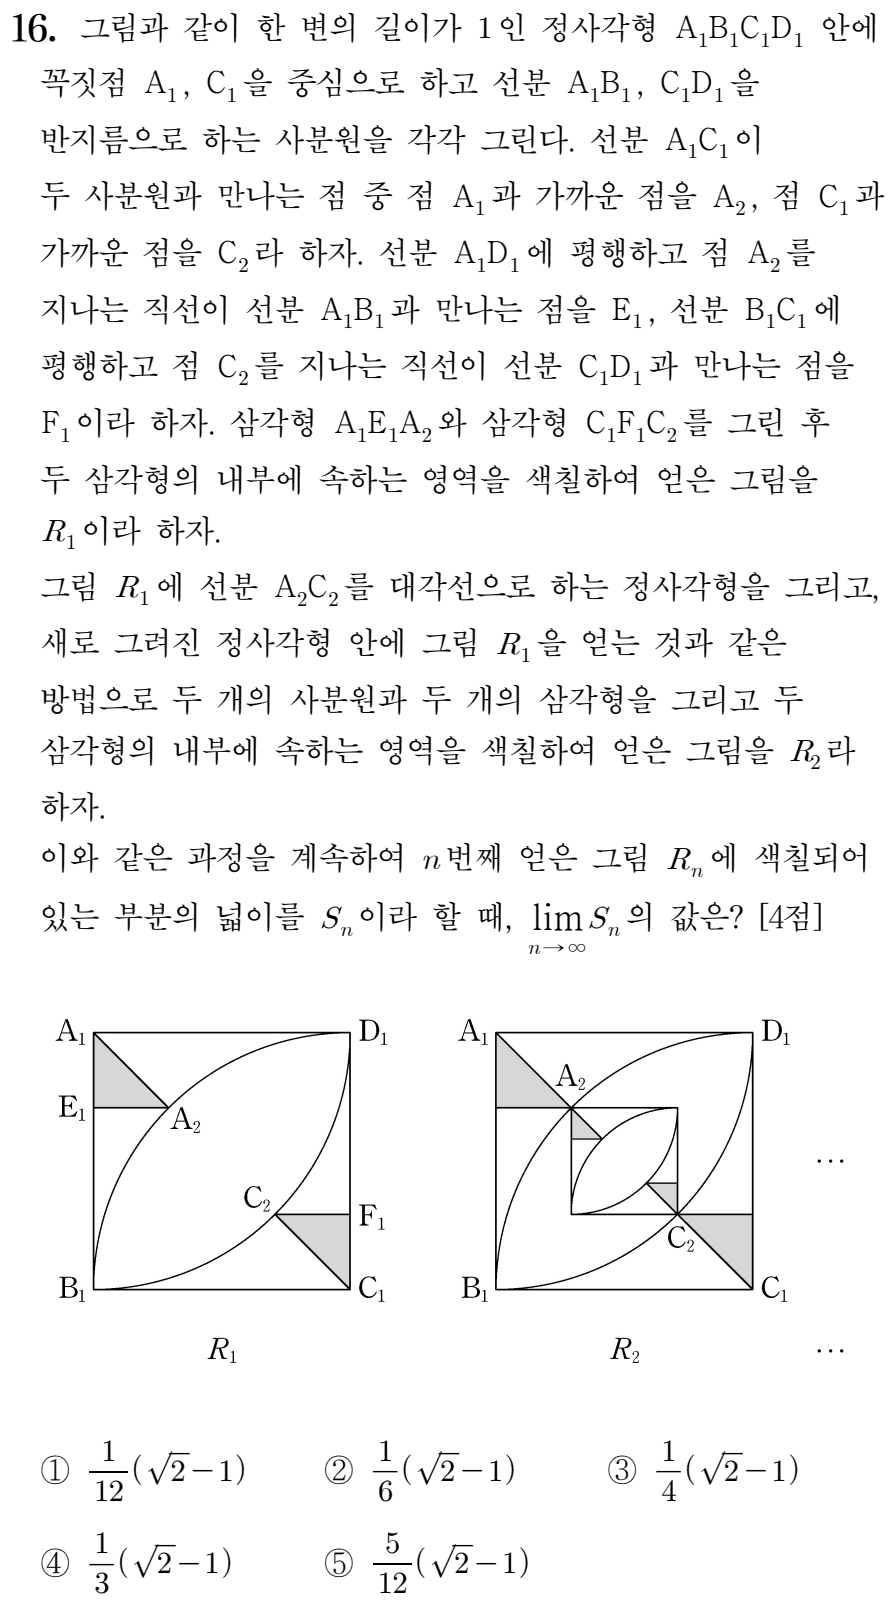 16. 그림과 같이 한 변의 길이가 1인 정사각형 A₁B₁C₁D₁ 안에
꼭짓점 A₁, C₁을 중심으로 하고 선분 A₁B₁, C₁D₁을
반지름으로 하는 사분원을 각각 그린다. 선분 A₁C₁이
두 사분원과 만나는 점 중 점 A₁과 가까운 점을 A₂, 점 C₁과
가까운 점을 C₂라 하자. 선분 A₁D₁에 평행하고 점 A₂를
지나는 직선이 선분 A₁B₁과 만나는 점을 E₁, 선분 B₁C₁에
평행하고 점 C₂를 지나는 직선이 선분 C₁D₁과 만나는 점을
F₁이라 하자. 삼각형 A₁E₁A₂와 삼각형 C₁F₁C₂를 그린 후
두 삼각형의 내부에 속하는 영역을 색칠하여 얻은 그림을
R₁이라 하자.
그림 R₁에 선분 A₂C₂를 대각선으로 하는 정사각형을 그리고,
새로 그려진 정사각형 안에 그림 R₁을 얻는 것과 같은
방법으로 두 개의 사분원과 두 개의 삼각형을 그리고 두
삼각형의 내부에 속하는 영역을 색칠하여 얻은 그림을 R₂라
하자.
이와 같은 과정을 계속하여 n번째 얻은 그림 Rₙ에 색칠되어
있는 부분의 넓이를 Sₙ이라 할 때, lim n→∞ Sₙ의 값은? [4점]
A₁ D₁ A₁ D₁
A₂
E₁ A₂
…
C₂ F₁
C₂
B₁ C₁ B₁ C₁
R₁ R₂ …
① 1/12(√2−1) ② 1/6(√2−1) ③ 1/4(√2−1)
④ 1/3(√2−1) ⑤ 5/12(√2−1)